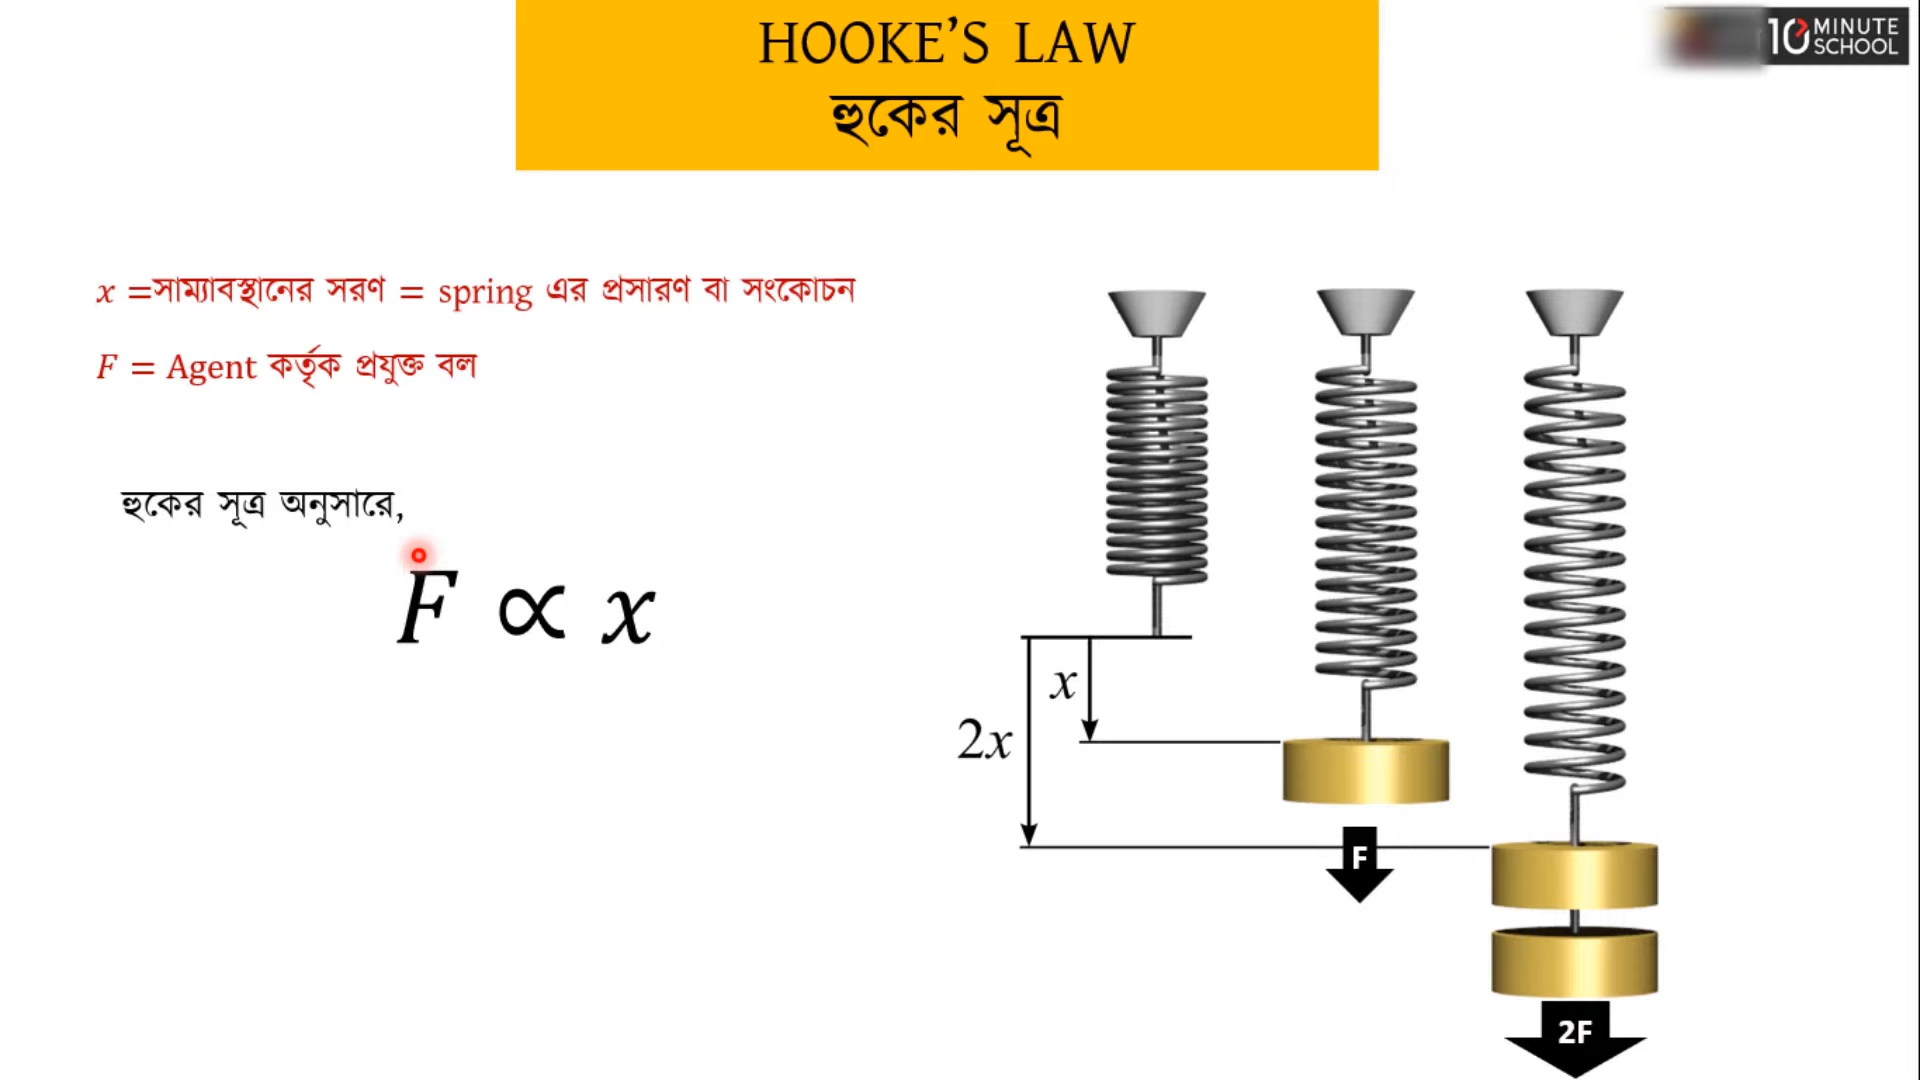 HOOKE’S LAW
হুকের সূত্র
10 MINUTE SCHOOL
x =সাম্যাবস্থানের সরণ = spring এর প্রসারণ বা সংকোচন
F = Agent কর্তৃক প্রযুক্ত বল
হুকের সূত্র অনুসারে,
F ∝ x
x
2x
F
2F